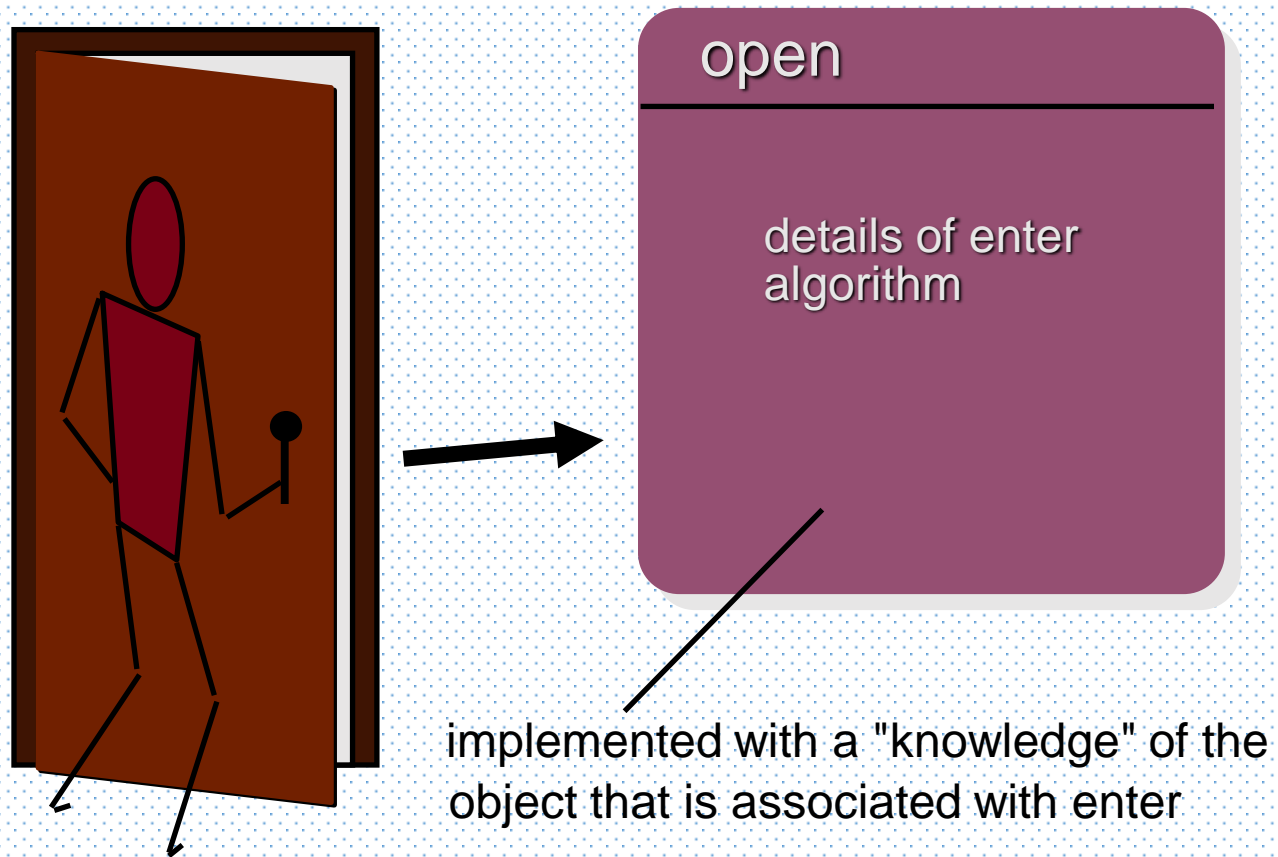 open
details of enter
algorithm
implemented with a "knowledge" of the
object that is associated with enter